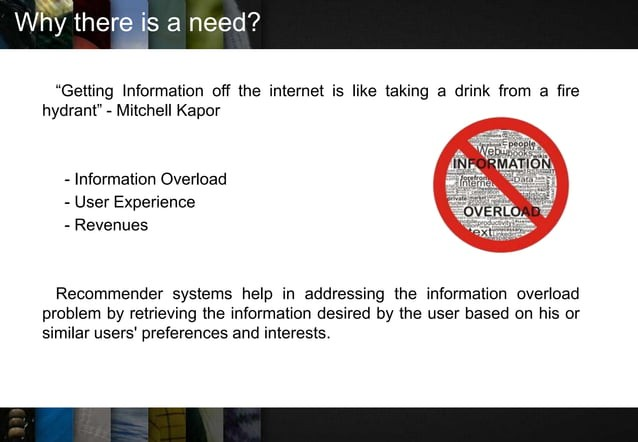 Why there is a need?
“Getting Information off the internet is like taking a drink from a fire
hydrant” - Mitchell Kapor
people
Web
INFORMATION
Internet
Data
OVERLOAD
productivity
text
- Information Overload
- User Experience
- Revenues
Recommender systems help in addressing the information overload
problem by retrieving the information desired by the user based on his or
similar users' preferences and interests.